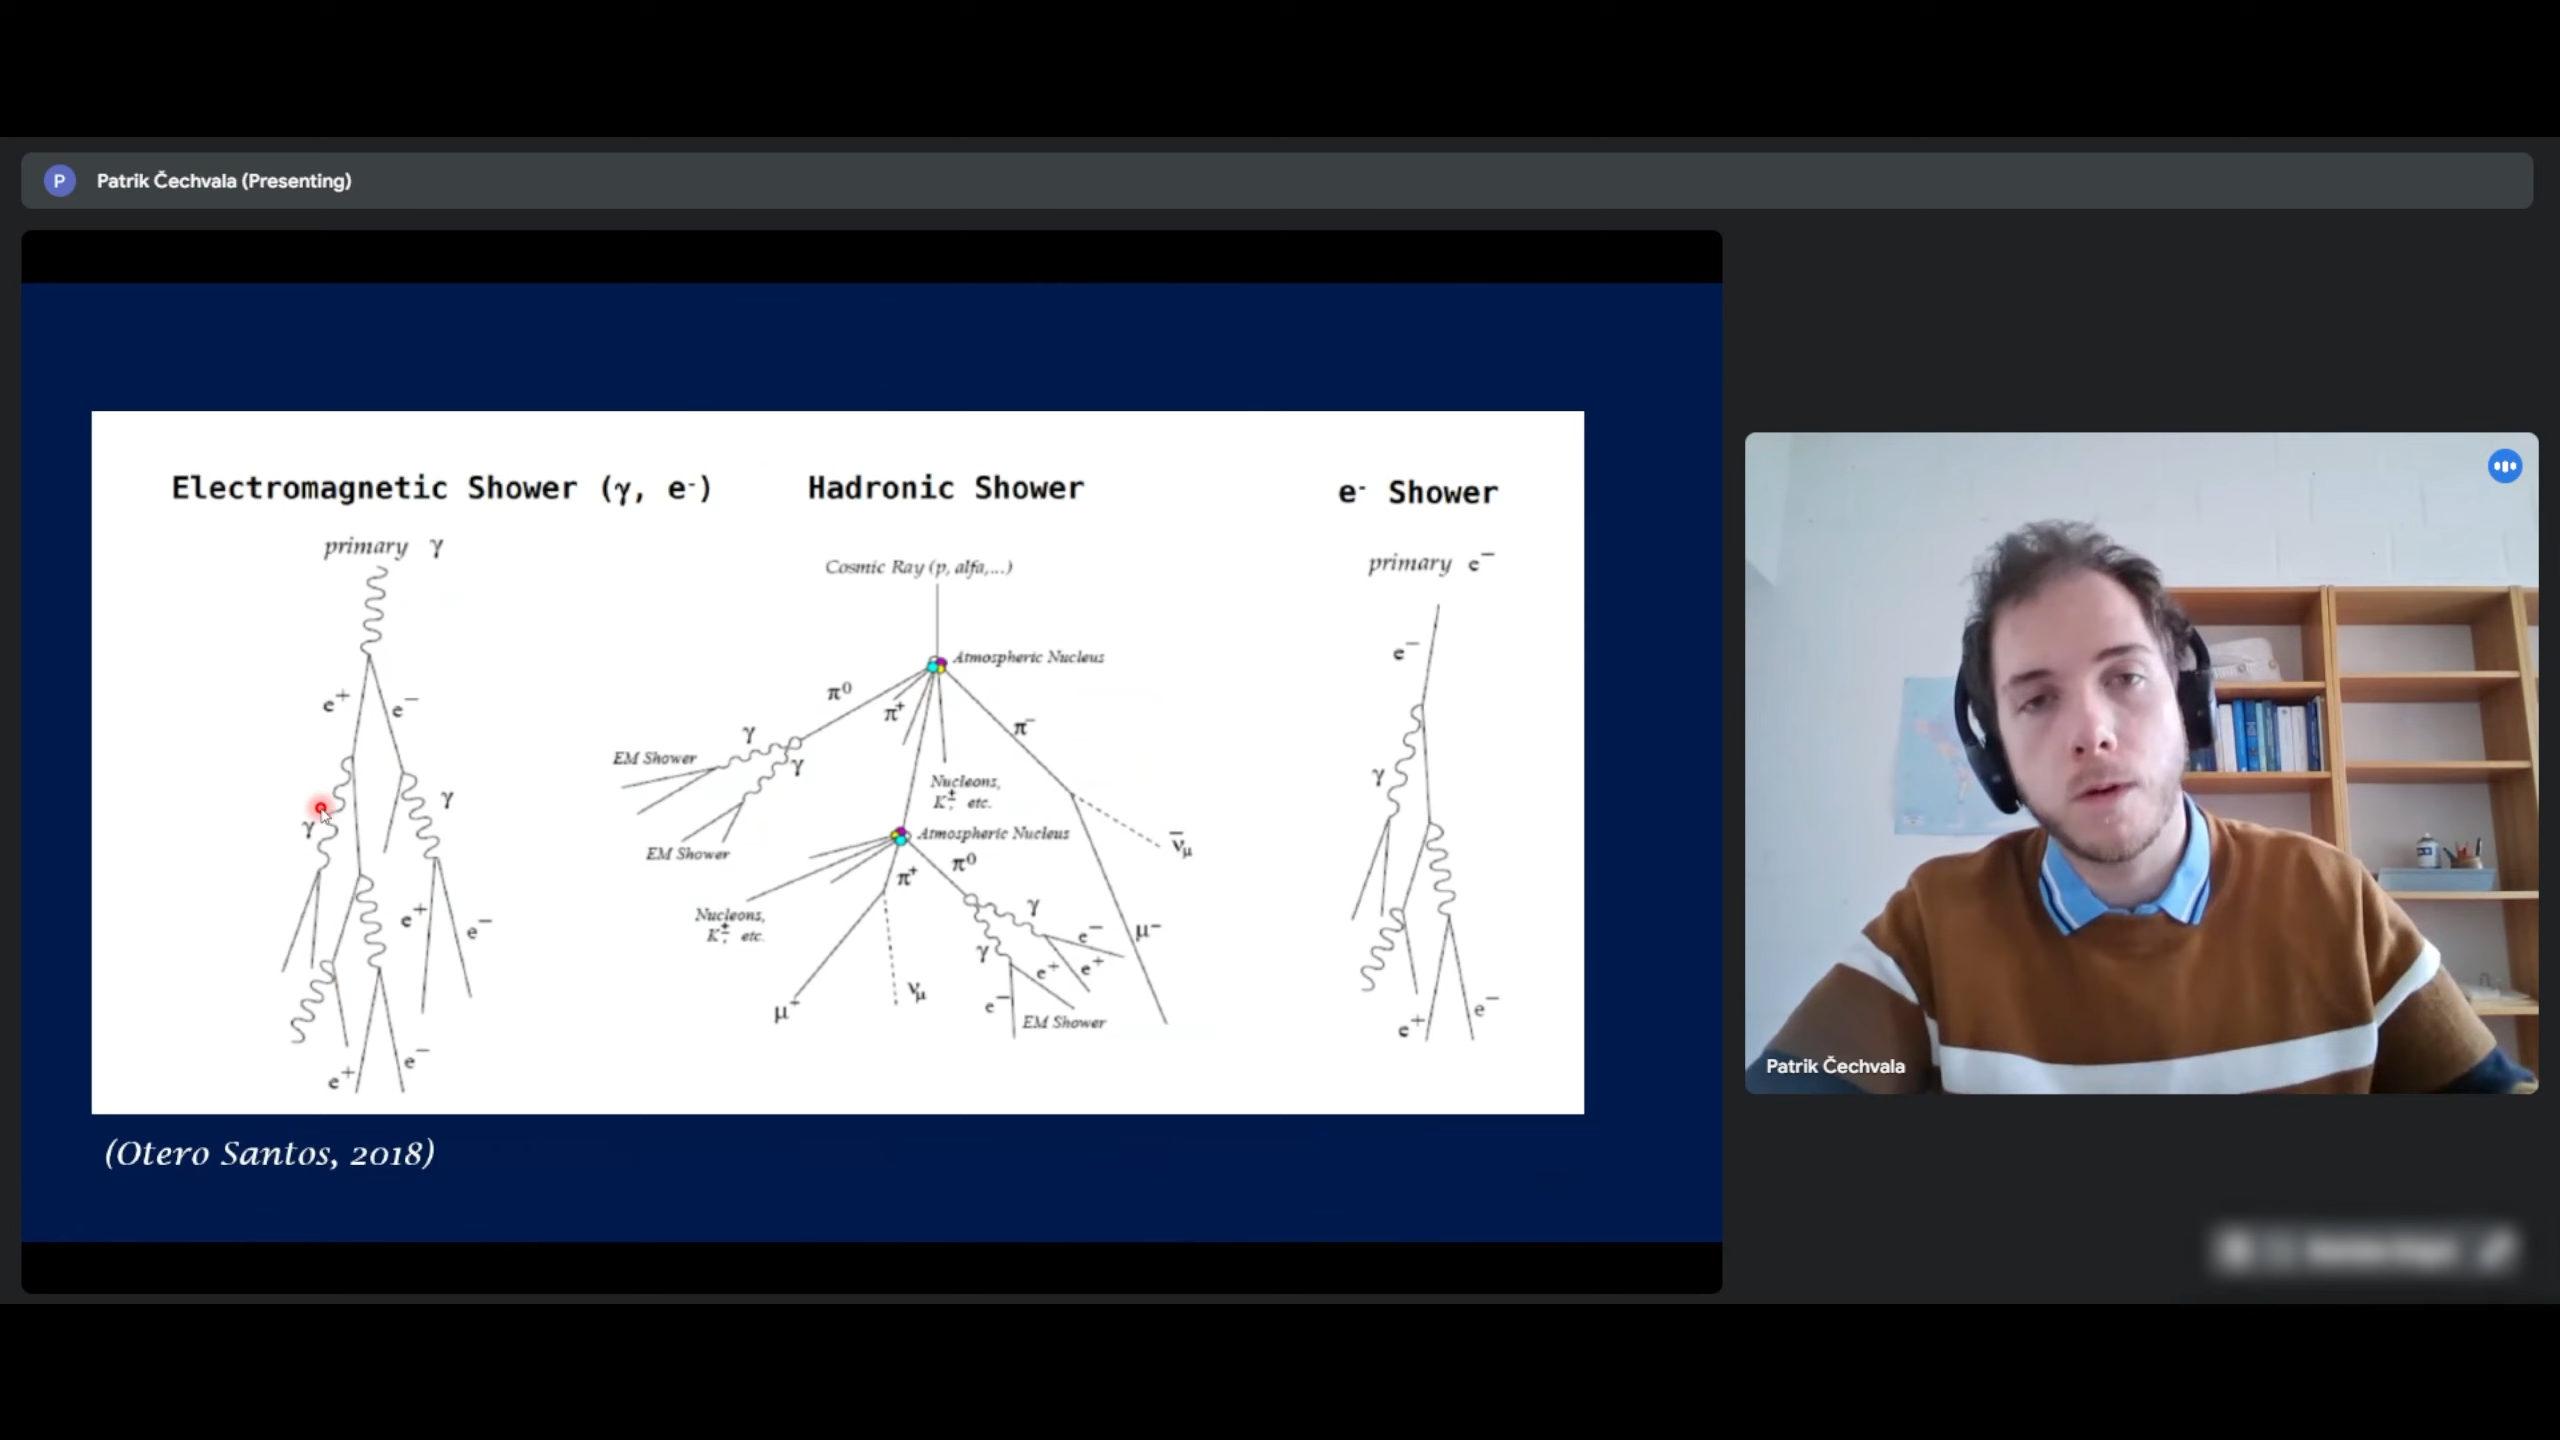 P Patrik Čechvala (Presenting)
Electromagnetic Shower (γ, e⁻)
Hadronic Shower
e⁻ Shower
primary γ
Cosmic Ray (p, alfa,...)
primary e⁻
e⁻
Atmospheric Nucleus
π⁰
e⁺
e⁻
π⁺
π⁻
γ
EM Shower
γ
γ
Nucleons,
K±, etc.
γ
γ
Atmospheric Nucleus
ν̄μ
EM Shower
π⁰
π⁺
γ
Nucleons,
K±, etc.
e⁺
e⁻
e⁻
μ⁻
γ
e⁺
e⁺
νμ
e⁻
μ⁺
EM Shower
e⁻
e⁺
e⁻
e⁺
Patrik Čechvala
(Otero Santos, 2018)